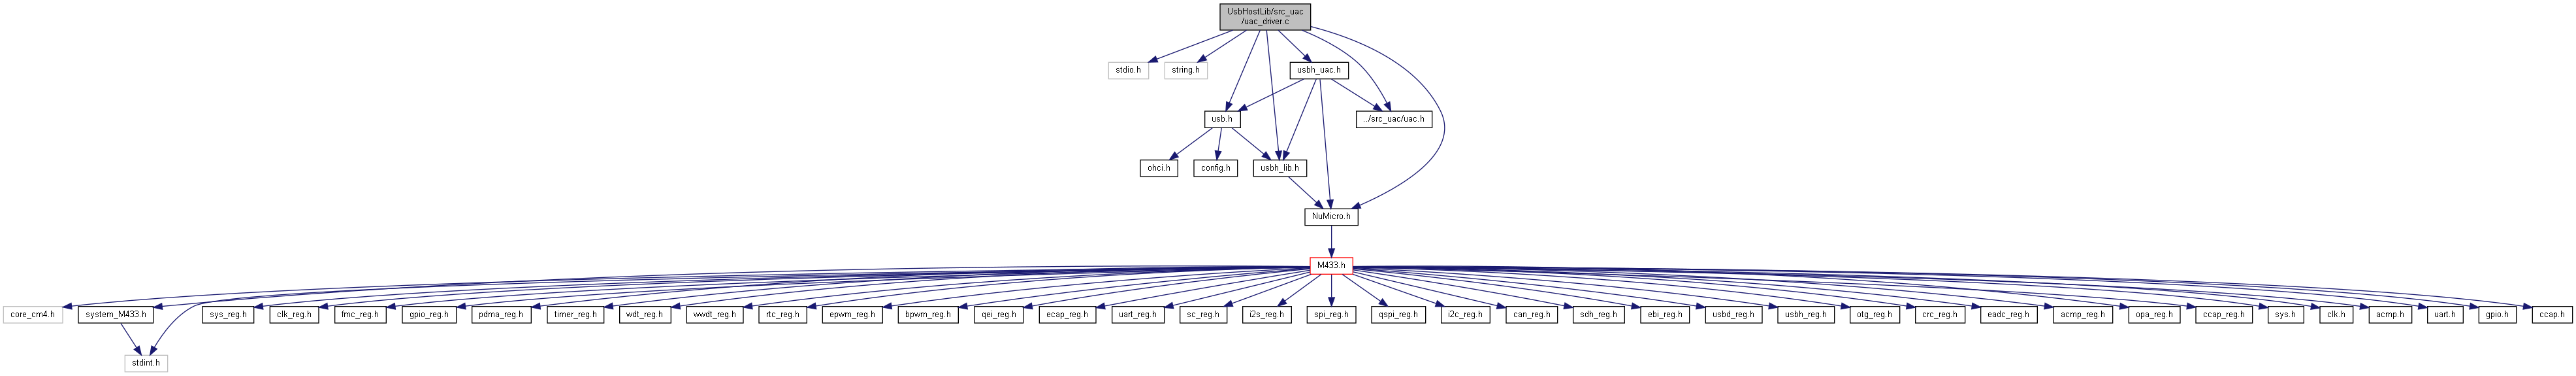 UsbHostLib/src_uac
/uac_driver.c
stdio.h
string.h
usbh_uac.h
usb.h
../src_uac/uac.h
ohci.h
config.h
usbh_lib.h
NuMicro.h
M433.h
core_cm4.h
system_M433.h
sys_reg.h
clk_reg.h
fmc_reg.h
gpio_reg.h
pdma_reg.h
timer_reg.h
wdt_reg.h
wwdt_reg.h
rtc_reg.h
epwm_reg.h
bpwm_reg.h
qei_reg.h
ecap_reg.h
uart_reg.h
sc_reg.h
i2s_reg.h
spi_reg.h
qspi_reg.h
i2c_reg.h
can_reg.h
sdh_reg.h
ebi_reg.h
usbd_reg.h
usbh_reg.h
otg_reg.h
crc_reg.h
eadc_reg.h
acmp_reg.h
opa_reg.h
ccap_reg.h
sys.h
clk.h
acmp.h
uart.h
gpio.h
ccap.h
stdint.h